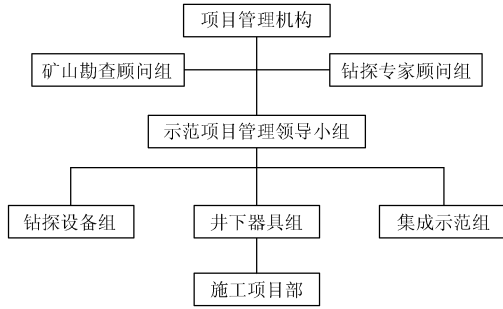 项目管理机构
矿山勘查顾问组
钻探专家顾问组
示范项目管理领导小组
钻探设备组
井下器具组
集成示范组
施工项目部